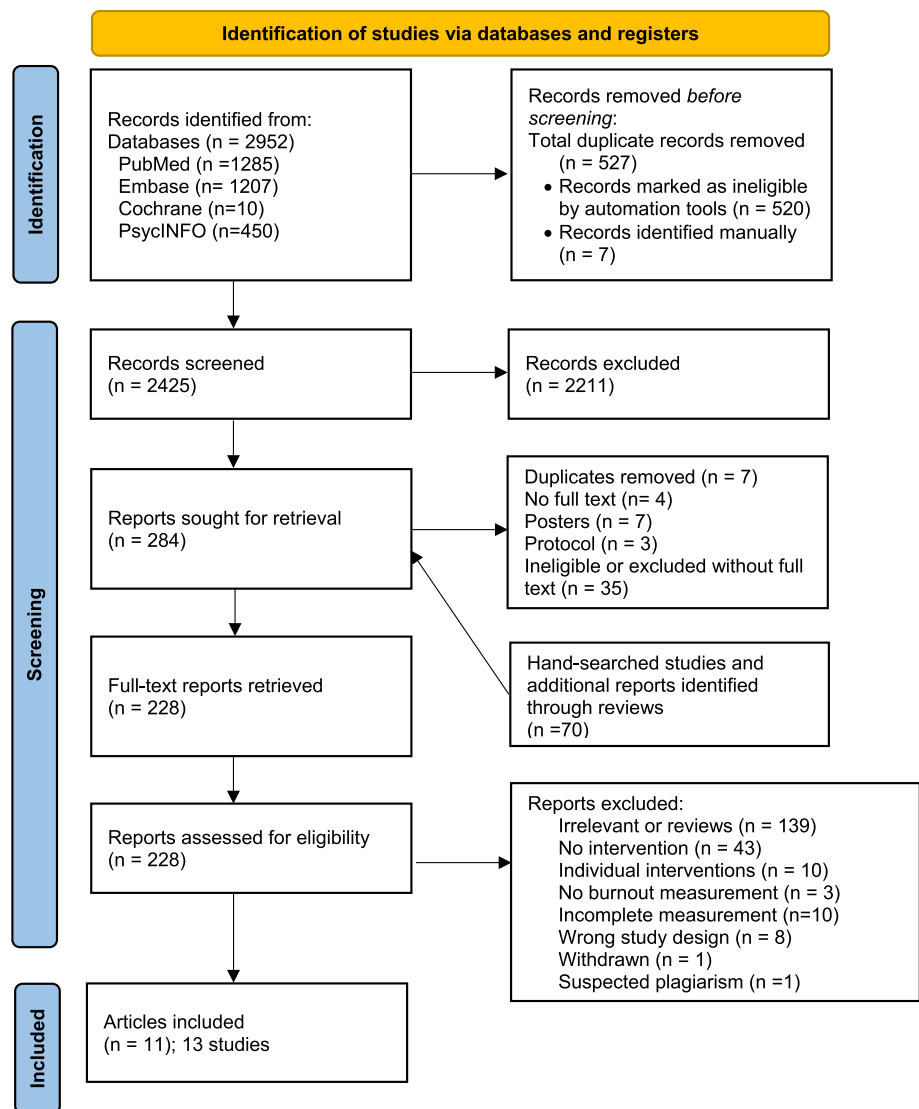 Identification of studies via databases and registers
Identification
Records identified from:
Databases (n = 2952)
PubMed (n =1285)
Embase (n= 1207)
Cochrane (n=10)
PsycINFO (n=450)
Records removed before
screening:
Total duplicate records removed
(n = 527)
• Records marked as ineligible
by automation tools (n = 520)
• Records identified manually
(n = 7)
Screening
Records screened
(n = 2425)
Records excluded
(n = 2211)
Reports sought for retrieval
(n = 284)
Duplicates removed (n = 7)
No full text (n= 4)
Posters (n = 7)
Protocol (n = 3)
Ineligible or excluded without full
text (n = 35)
Full-text reports retrieved
(n = 228)
Hand-searched studies and
additional reports identified
through reviews
(n =70)
Reports assessed for eligibility
(n = 228)
Reports excluded:
Irrelevant or reviews (n = 139)
No intervention (n = 43)
Individual interventions (n = 10)
No burnout measurement (n = 3)
Incomplete measurement (n=10)
Wrong study design (n = 8)
Withdrawn (n = 1)
Suspected plagiarism (n =1)
Included
Articles included
(n = 11); 13 studies